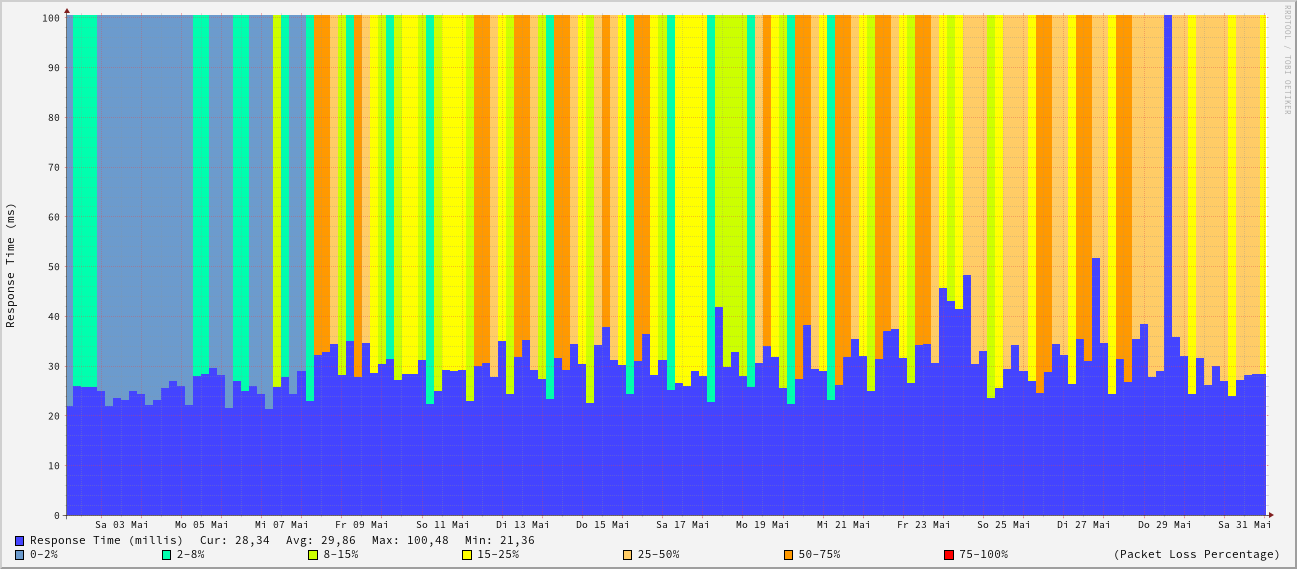 RRDTOOL / TOBI OETIKER
Response Time (ms)
100
90
80
70
60
50
40
30
20
10
0
Sa 03 Mai Mo 05 Mai Mi 07 Mai Fr 09 Mai So 11 Mai Di 13 Mai Do 15 Mai Sa 17 Mai Mo 19 Mai Mi 21 Mai Fr 23 Mai So 25 Mai Di 27 Mai Do 29 Mai Sa 31 Mai
Response Time (millis) Cur: 28,34 Avg: 29,86 Max: 100,48 Min: 21,36
0-2% 2-8% 8-15% 15-25% 25-50% 50-75% 75-100% (Packet Loss Percentage)